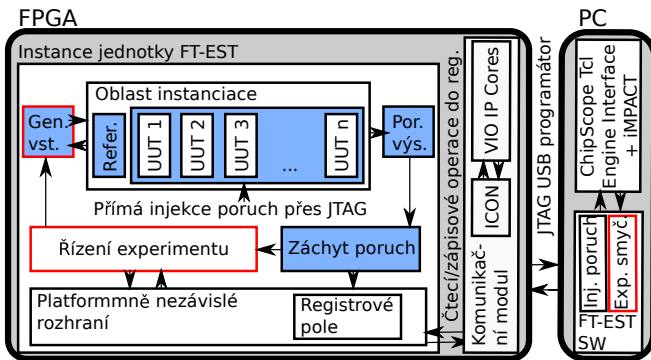 FPGA
Instance jednotky FT-EST
Oblast instanciace
Gen.
vst.
Refer.
UUT 1
UUT 2
UUT 3
...
UUT n
Por.
výs.
Přímá injekce poruch přes JTAG
Řízení experimentu
Záchyt poruch
Platformmně nezávislé
rozhraní
Registrové
pole
Čtecí/zápisové operace do reg.
VIO IP Cores
ICON
Komunikač-
ní modul
JTAG USB programátor
PC
ChipScope Tcl
Engine Interface
+ iMPACT
Inj. poruch
Exp. smyč.
FT-EST
SW